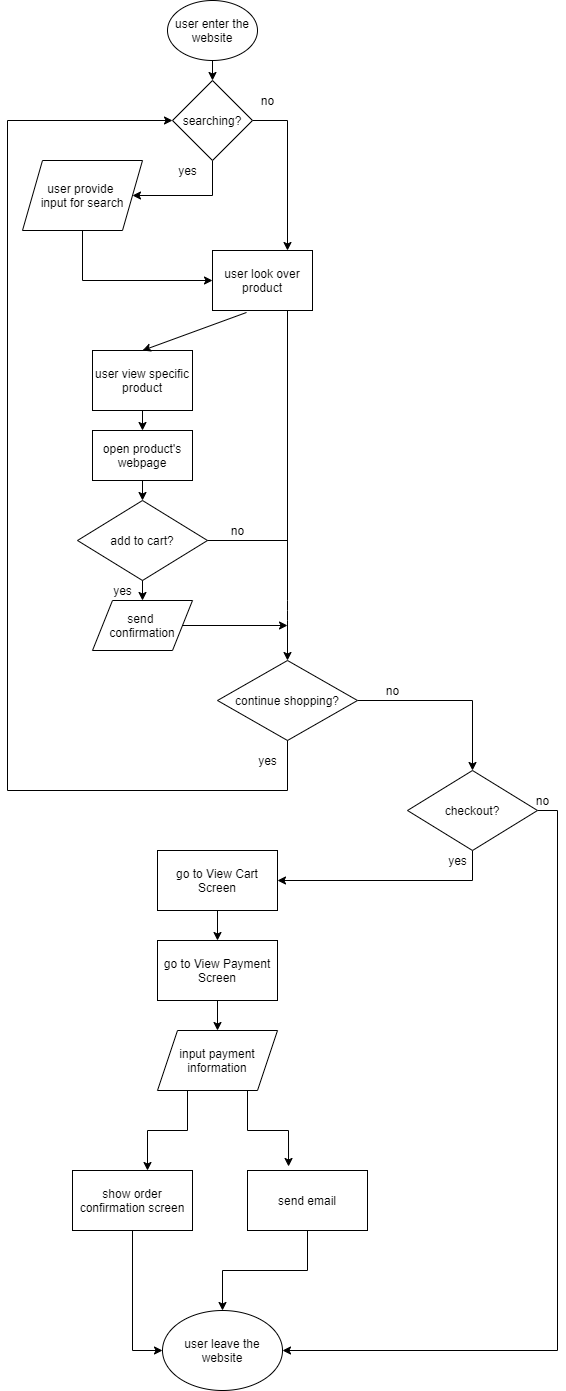 user enter the
website
no
searching?
yes
user provide
input for search
user look over
product
user view specific
product
open product's
webpage
add to cart?
no
yes
send
confirmation
continue shopping?
no
yes
checkout?
no
yes
go to View Cart
Screen
go to View Payment
Screen
input payment
information
show order
confirmation screen
send email
user leave the
website